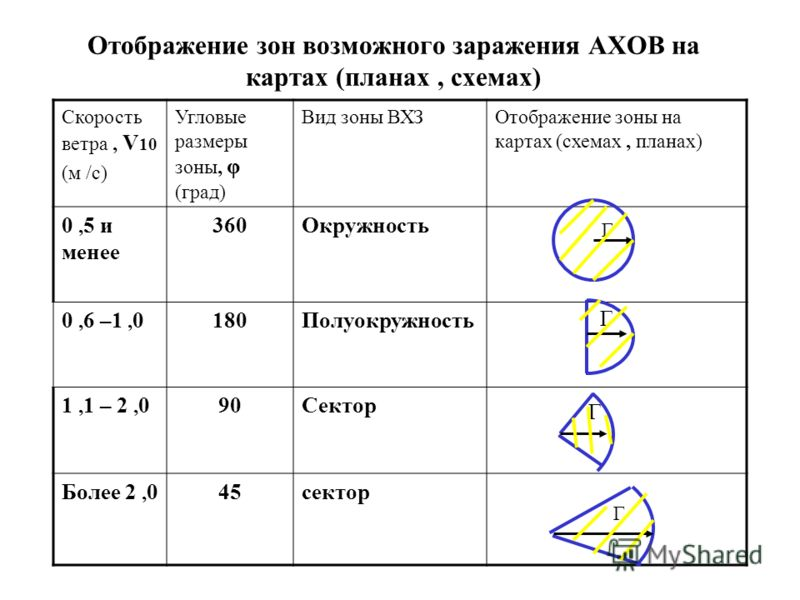 Отображение зон возможного заражения АХОВ на
картах (планах , схемах)
Скорость
ветра , V10
(м /с)
Угловые
размеры
зоны, φ
(град)
Вид зоны ВХЗ
Отображение зоны на
картах (схемах , планах)
0 ,5 и
менее
360
Окружность
Г
0 ,6 –1 ,0
180
Полуокружность
Г
1 ,1 – 2 ,0
90
Сектор
Г
Более 2 ,0
45
сектор
Г
MyShared